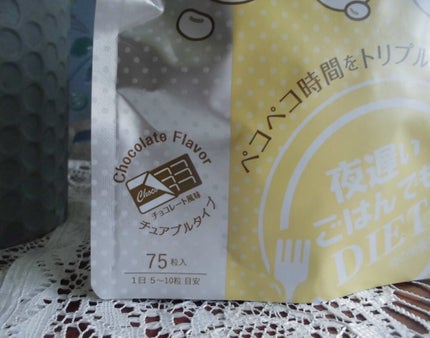 ペコペコ時間をトリプル
Chocolate Flavor
Choco
チョコレート風味
チュアブルタイプ
夜遅い
ごはんでも
DIET
75粒入
1日 5~10粒 目安